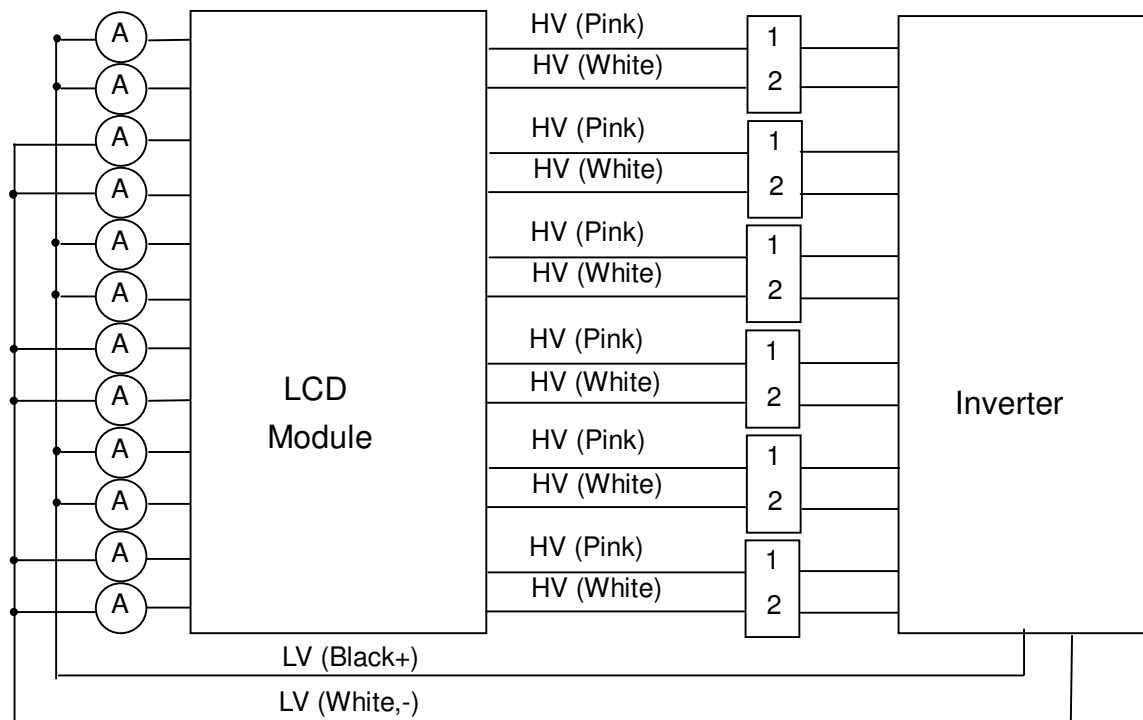 A
A
A
A
A
A
A
A
A
A
A
A
LCD
Module
HV (Pink)
HV (White)
1
2
HV (Pink)
HV (White)
1
2
HV (Pink)
HV (White)
1
2
HV (Pink)
HV (White)
1
2
HV (Pink)
HV (White)
1
2
HV (Pink)
HV (White)
1
2
Inverter
LV (Black+)
LV (White,-)